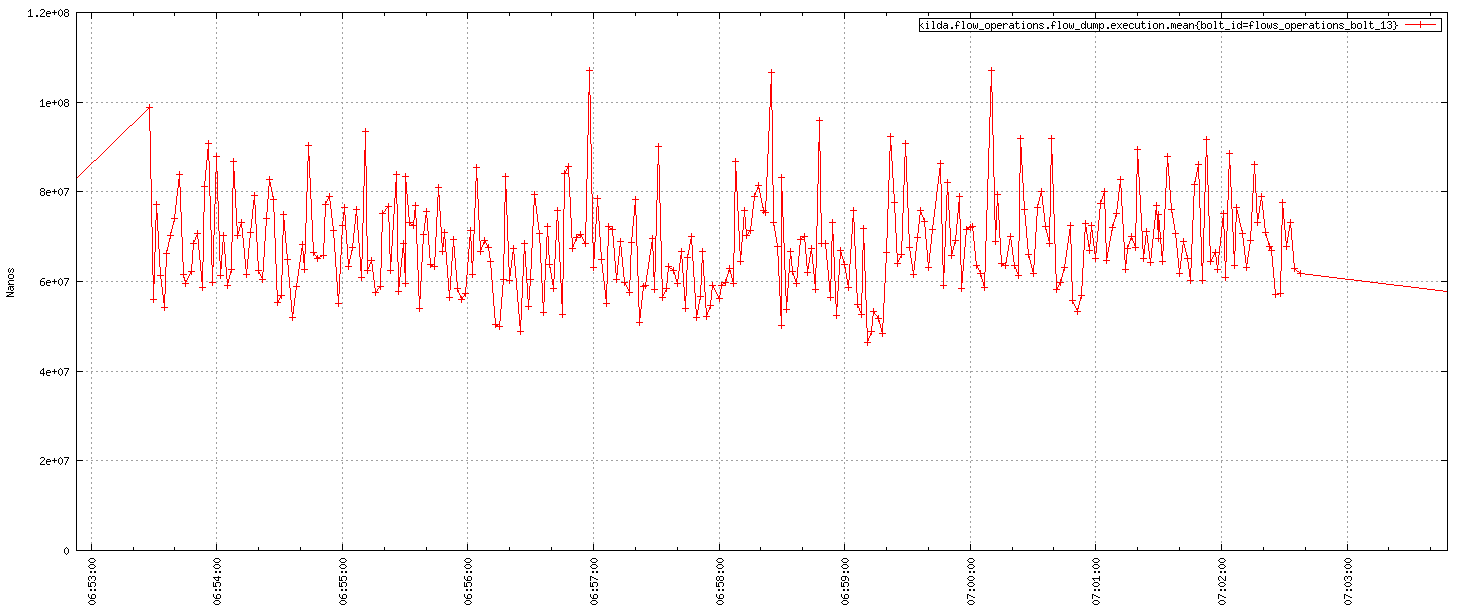 1.2e+08
kilda.flow_operations.flow_dump.execution.mean{bolt_id=flows_operations_bolt_13}
1e+08
8e+07
6e+07
4e+07
2e+07
0
Nanos
06:53:00
06:54:00
06:55:00
06:56:00
06:57:00
06:58:00
06:59:00
07:00:00
07:01:00
07:02:00
07:03:00